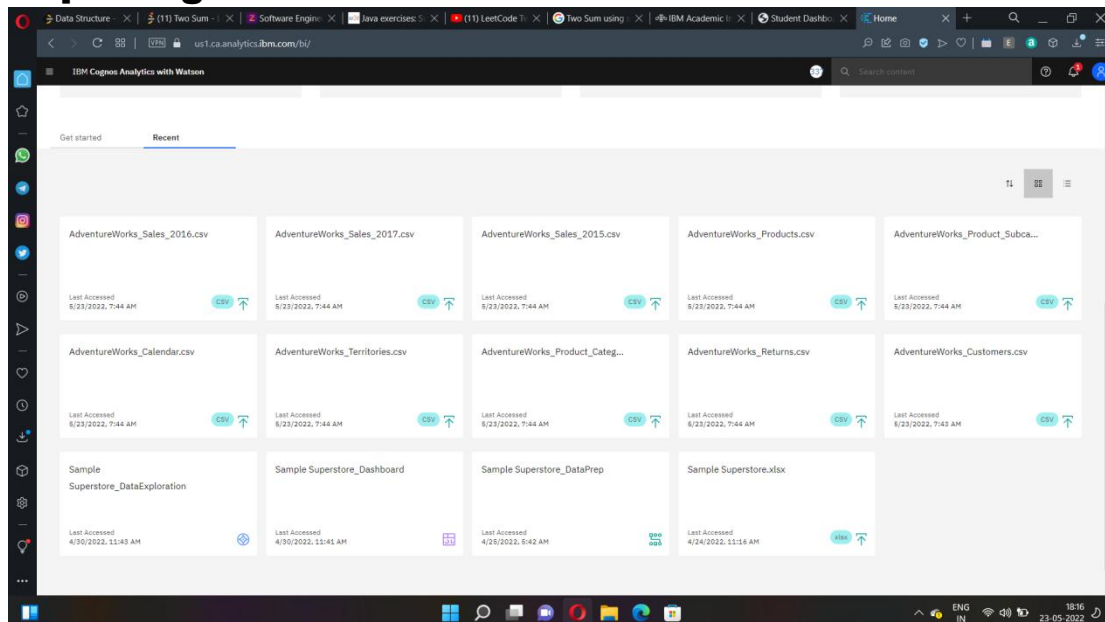 Data Structure -
(11) Two Sum - 
Software Engine
Java exercises: S
(11) LeetCode Tw
Two Sum using
IBM Academic I
Student Dashbo
Home
VPN
us1.ca.analytics.ibm.com/bi/
IBM Cognos Analytics with Watson
Search content
Get started
Recent
AdventureWorks_Sales_2016.csv
Last Accessed
5/23/2022, 7:44 AM
CSV
AdventureWorks_Sales_2017.csv
Last Accessed
5/23/2022, 7:44 AM
CSV
AdventureWorks_Sales_2015.csv
Last Accessed
5/23/2022, 7:44 AM
CSV
AdventureWorks_Products.csv
Last Accessed
5/23/2022, 7:44 AM
CSV
AdventureWorks_Product_Subca...
Last Accessed
5/23/2022, 7:44 AM
CSV
AdventureWorks_Calendar.csv
Last Accessed
5/23/2022, 7:44 AM
CSV
AdventureWorks_Territories.csv
Last Accessed
5/23/2022, 7:44 AM
CSV
AdventureWorks_Product_Categ...
Last Accessed
5/23/2022, 7:44 AM
CSV
AdventureWorks_Returns.csv
Last Accessed
5/23/2022, 7:44 AM
CSV
AdventureWorks_Customers.csv
Last Accessed
5/23/2022, 7:43 AM
CSV
Sample
Superstore_DataExploration
Last Accessed
4/30/2022, 11:43 AM
Sample Superstore_Dashboard
Last Accessed
4/30/2022, 11:41 AM
Sample Superstore_DataPrep
Last Accessed
4/25/2022, 5:42 AM
Sample Superstore.xlsx
Last Accessed
4/24/2022, 11:16 AM
xlsx
ENG
IN
18:16
23-05-2022